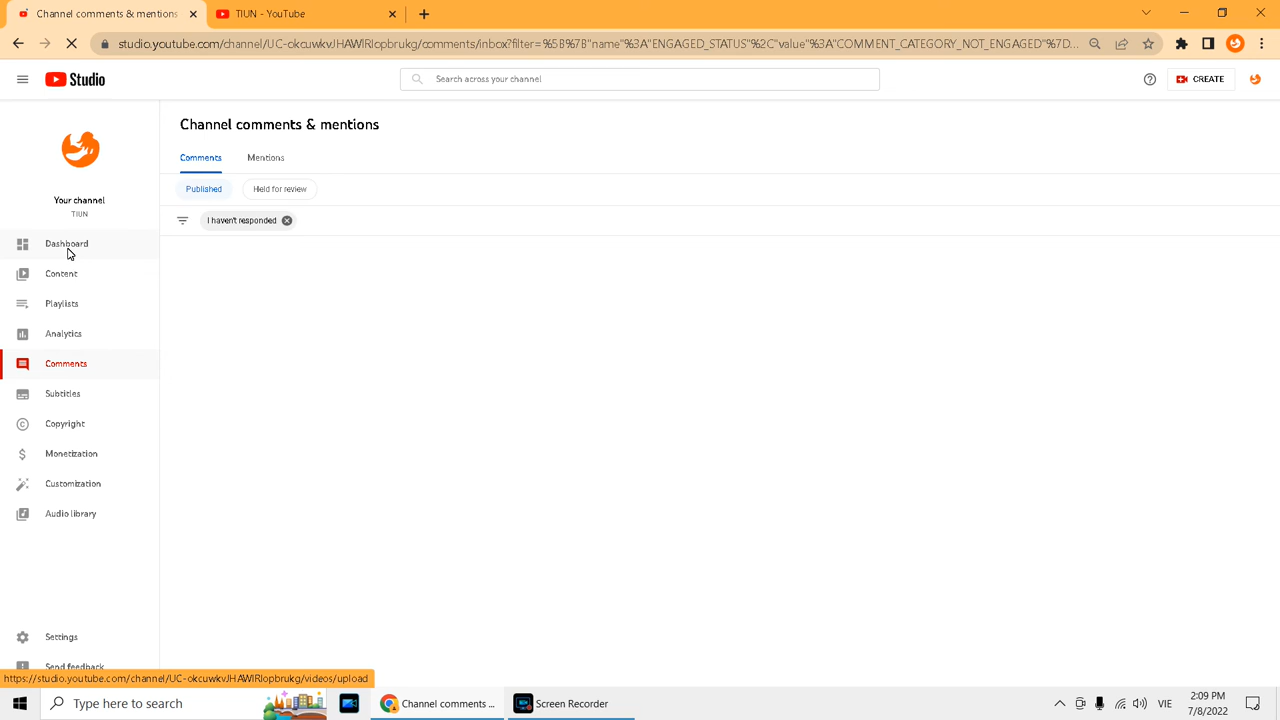 Channel comments & mentions
TIUN - YouTube
studio.youtube.com/channel/UC-okcuwkvJHAWlRIopbrukg/comments/inbox?filter=%5B%7B"name"%3A"ENGAGED_STATUS"%2C"value"%3A"COMMENT_CATEGORY_NOT_ENGAGED"%7D...
Studio
Search across your channel
CREATE
Your channel
TIUN
Dashboard
Content
Playlists
Analytics
Comments
Subtitles
Copyright
Monetization
Customization
Audio library
Settings
Send feedback
Channel comments & mentions
Comments Mentions
Published Held for review
I haven't responded
https://studio.youtube.com/channel/UC-okcuwkvJHAWlRIopbrukg/videos/upload
Type here to search
Channel comments ...
Screen Recorder
VIE
2:09 PM
7/8/2022